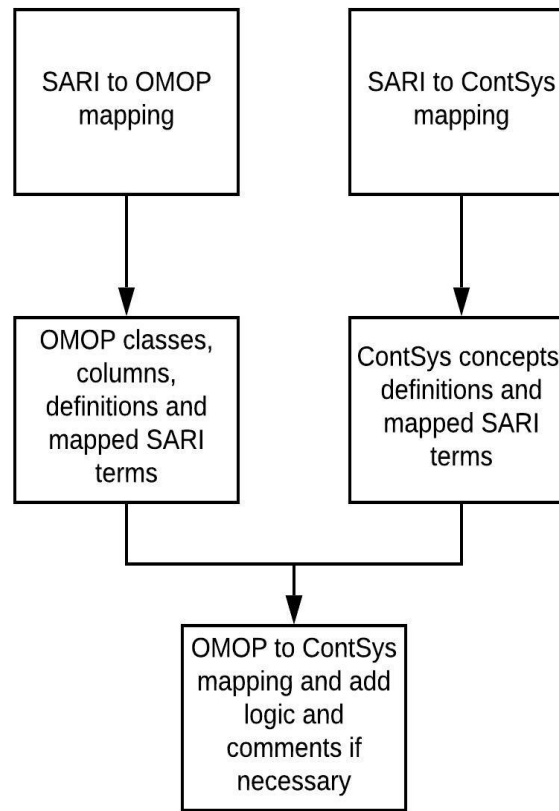 SARI to OMOP
mapping
SARI to ContSys
mapping
OMOP classes,
columns,
definitions and
mapped SARI
terms
ContSys concepts
definitions and
mapped SARI
terms
OMOP to ContSys
mapping and add
logic and
comments if
necessary